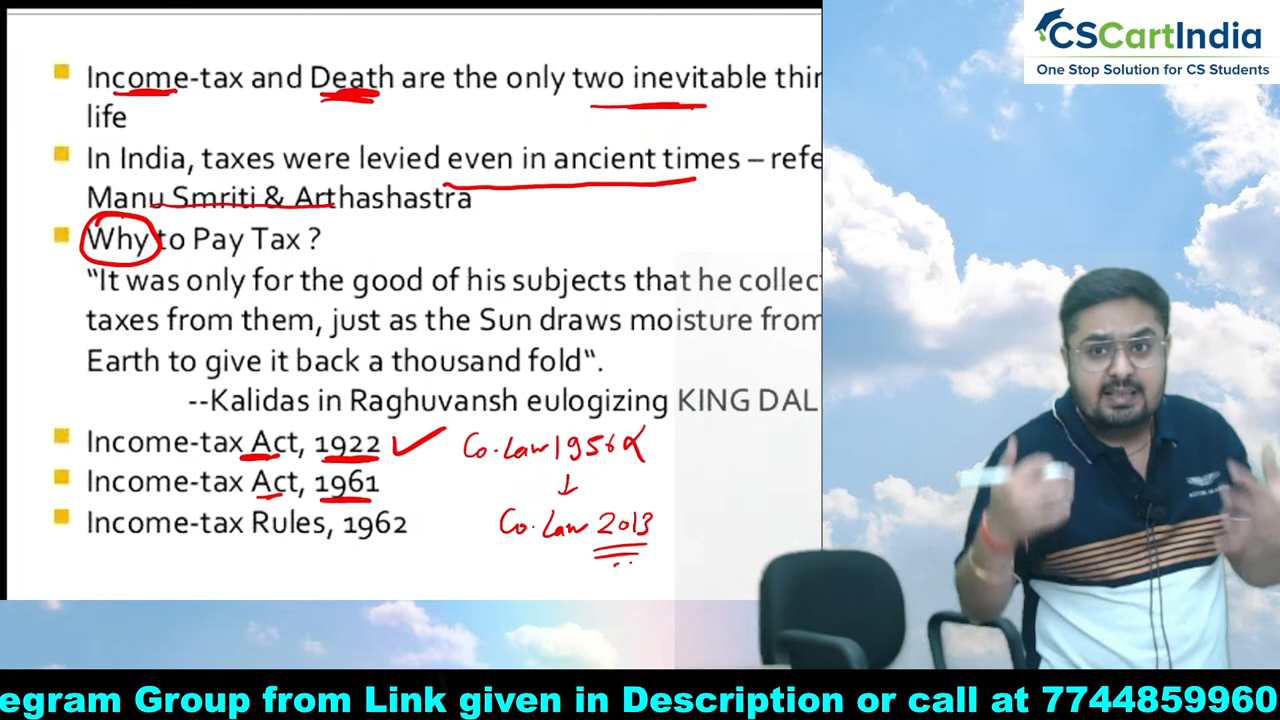 CSCartIndia
One Stop Solution for CS Students
Income-tax and Death are the only two inevitable thin
life
In India, taxes were levied even in ancient times – refe
Manu Smriti & Arthashastra
Why to Pay Tax ?
“It was only for the good of his subjects that he collec
taxes from them, just as the Sun draws moisture from
Earth to give it back a thousand fold“.
--Kalidas in Raghuvansh eulogizing KING DAL
Income-tax Act, 1922
Co. Law 1956
Income-tax Act, 1961
Income-tax Rules, 1962
Co. Law 2013
egram Group from Link given in Description or call at 7744859960